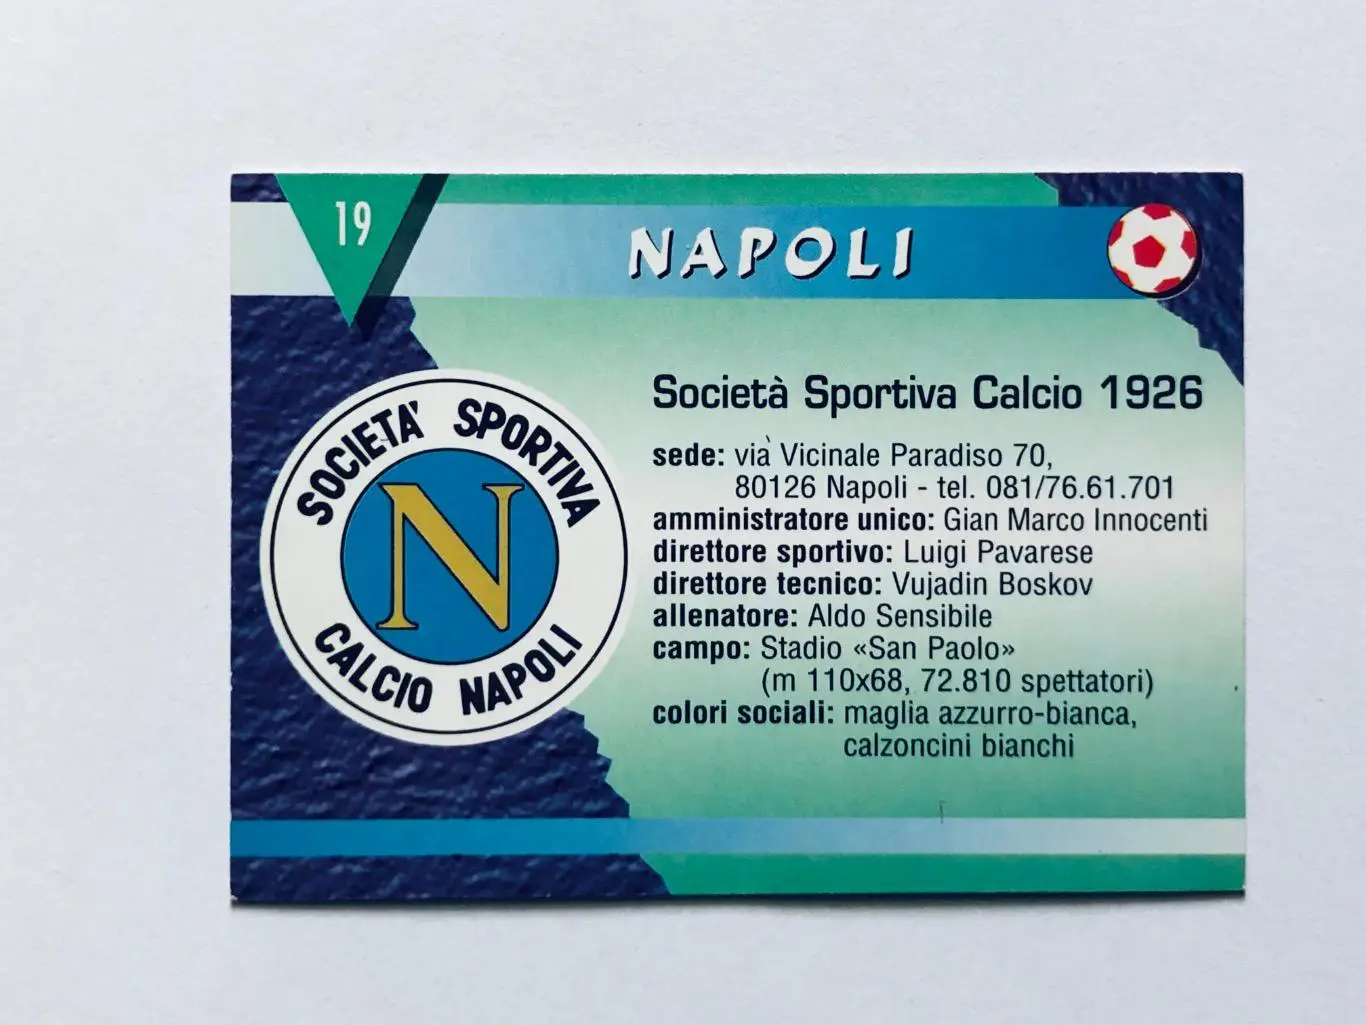 19
NAPOLI
SOCIETA' SPORTIVA
N
CALCIO NAPOLI
Società Sportiva Calcio 1926
sede: via Vicinale Paradiso 70,
80126 Napoli - tel. 081/76.61.701
amministratore unico: Gian Marco Innocenti
direttore sportivo: Luigi Pavarese
direttore tecnico: Vujadin Boskov
allenatore: Aldo Sensibile
campo: Stadio «San Paolo»
(m 110x68, 72.810 spettatori)
colori sociali: maglia azzurro-bianca,
calzoncini bianchi